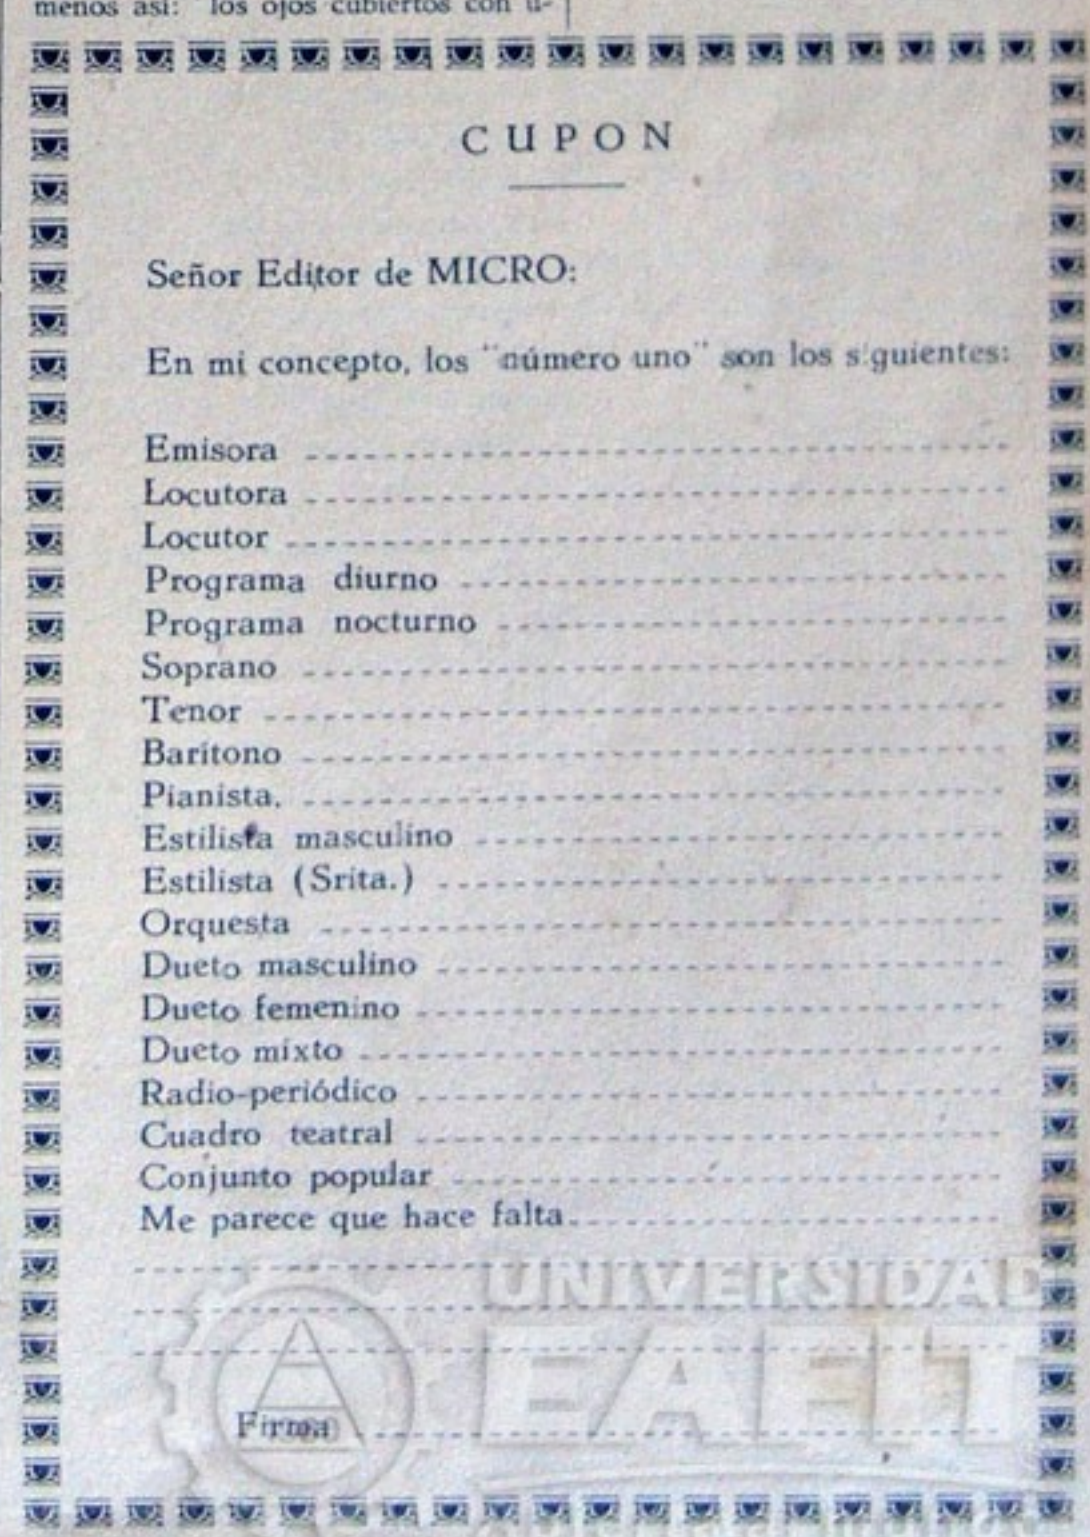 menos así: "los ojos cubiertos con u-
CUPON
Señor Editor de MICRO:
En mi concepto, los "número uno" son los siguientes:
Emisora
Locutora
Locutor
Programa diurno
Programa nocturno
Soprano
Tenor
Barítono
Pianista.
Estilista masculino
Estilista (Srita.)
Orquesta
Dueto masculino
Dueto femenino
Dueto mixto
Radio-periódico
Cuadro teatral
Conjunto popular
Me parece que hace falta
UNIVERSIDAD
EAFIT
Firma